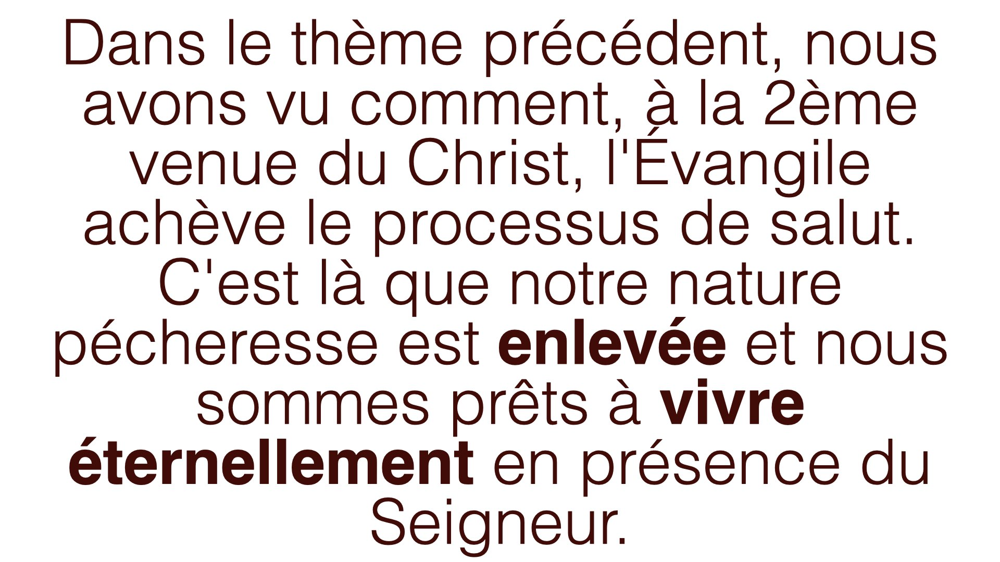 Dans le thème précédent, nous
avons vu comment, à la 2ème
venue du Christ, l'Évangile
achève le processus de salut.
C'est là que notre nature
pécheresse est enlevée et nous
sommes prêts à vivre
éternellement en présence du
Seigneur.